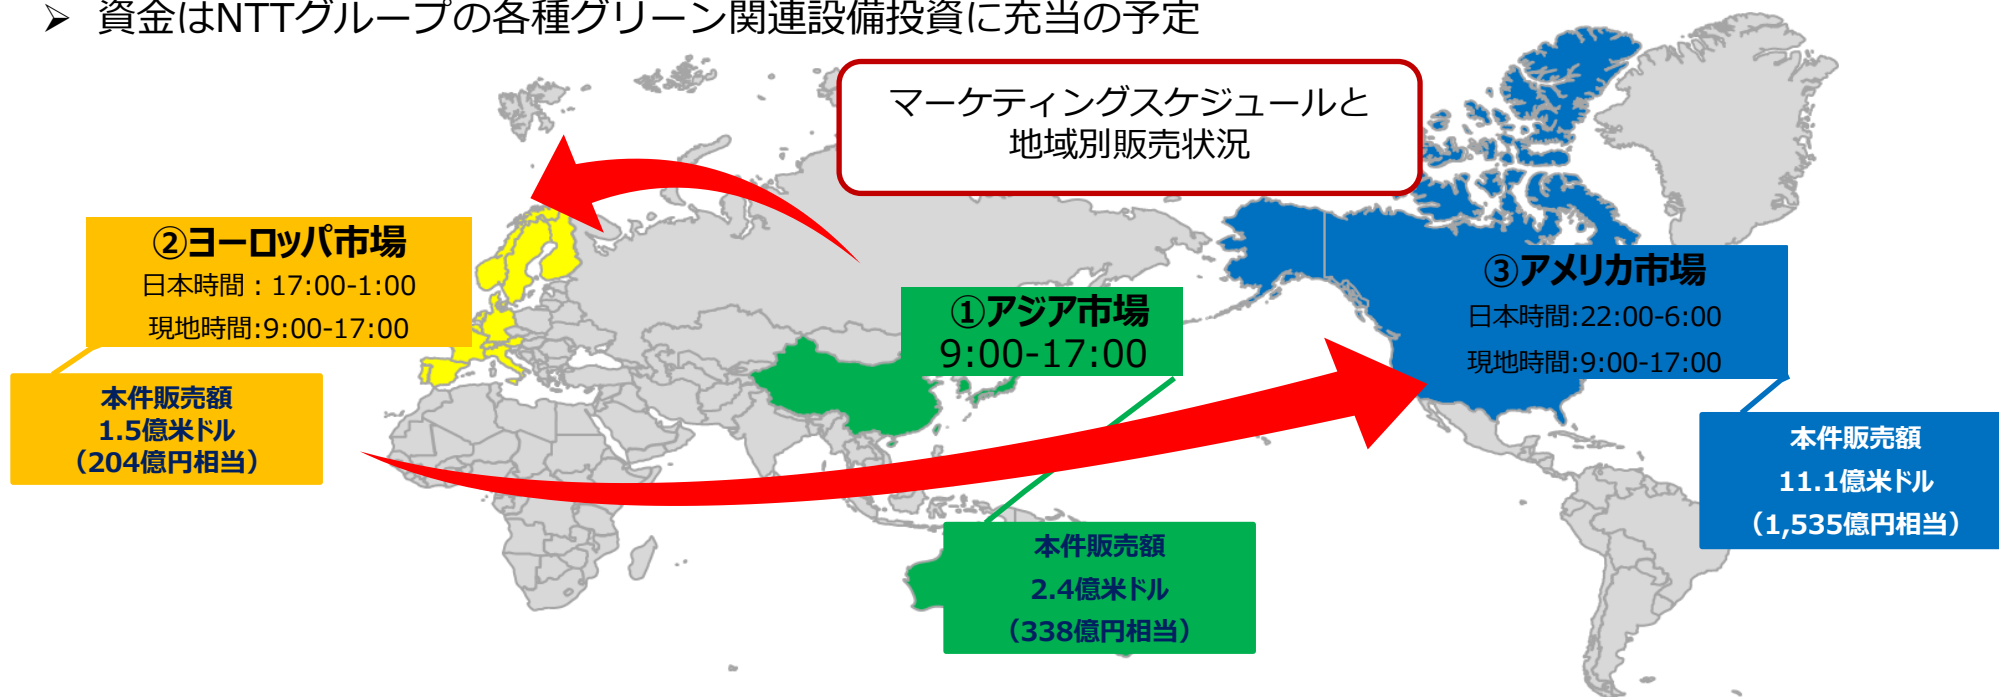 ➢ 資金はNTTグループの各種グリーン関連設備投資に充当の予定
マーケティングスケジュールと
地域別販売状況
②ヨーロッパ市場
日本時間：17:00-1:00
現地時間:9:00-17:00
本件販売額
1.5億米ドル
（204億円相当）
①アジア市場
9:00-17:00
本件販売額
2.4億米ドル
（338億円相当）
③アメリカ市場
日本時間:22:00-6:00
現地時間:9:00-17:00
本件販売額
11.1億米ドル
（1,535億円相当）